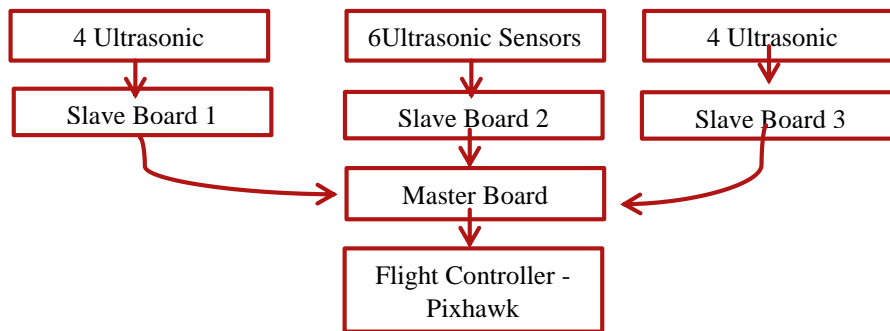 4 Ultrasonic
6Ultrasonic Sensors
4 Ultrasonic
Slave Board 1
Slave Board 2
Slave Board 3
Master Board
Flight Controller -
Pixhawk